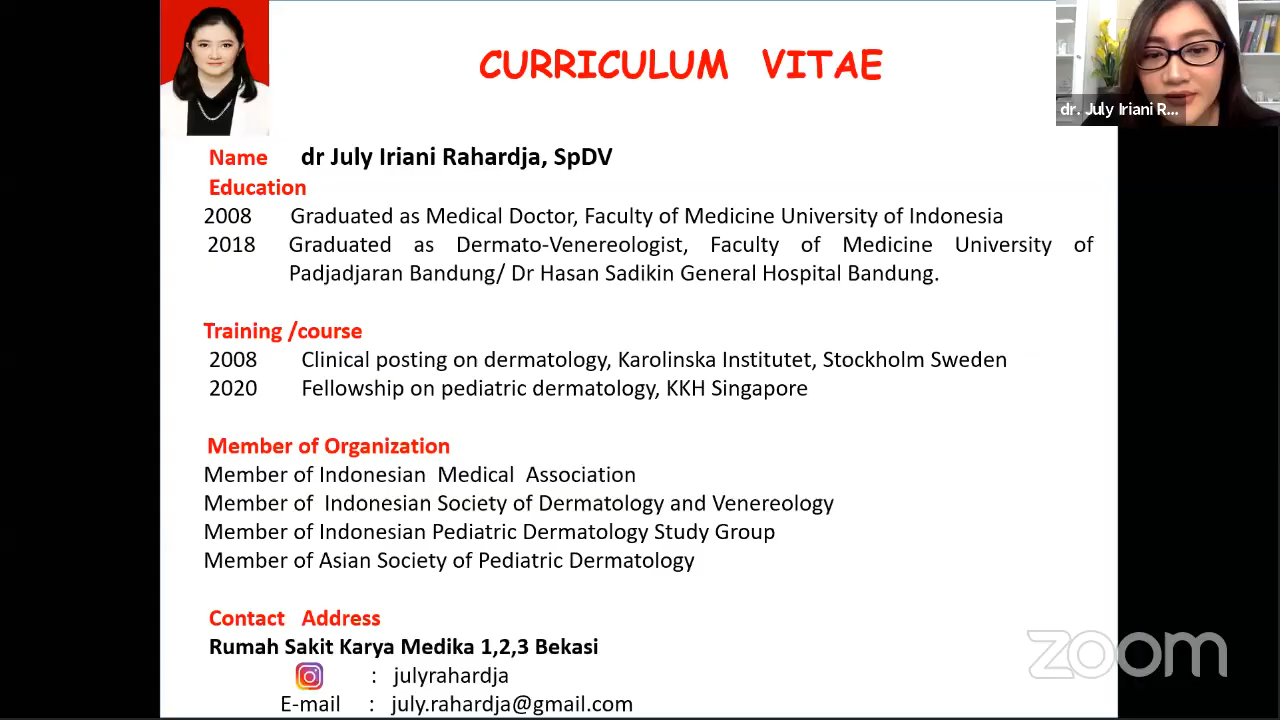 CURRICULUM VITAE
dr. July Iriani R...
Name dr July Iriani Rahardja, SpDV
Education
2008 Graduated as Medical Doctor, Faculty of Medicine University of Indonesia
2018 Graduated as Dermato-Venereologist, Faculty of Medicine University of
Padjadjaran Bandung/ Dr Hasan Sadikin General Hospital Bandung.
Training /course
2008 Clinical posting on dermatology, Karolinska Institutet, Stockholm Sweden
2020 Fellowship on pediatric dermatology, KKH Singapore
Member of Organization
Member of Indonesian Medical Association
Member of Indonesian Society of Dermatology and Venereology
Member of Indonesian Pediatric Dermatology Study Group
Member of Asian Society of Pediatric Dermatology
Contact Address
Rumah Sakit Karya Medika 1,2,3 Bekasi
: julyrahardja
E-mail : july.rahardja@gmail.com
zoom